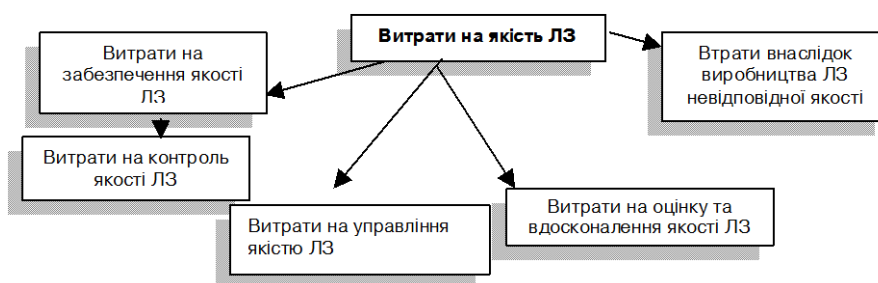 Витрати на якість ЛЗ
Витрати на
забезпечення якості
ЛЗ
Втрати внаслідок
виробництва ЛЗ
невідповідної якості
Витрати на контроль
якості ЛЗ
Витрати на управління
якістю ЛЗ
Витрати на оцінку та
вдосконалення якості ЛЗ